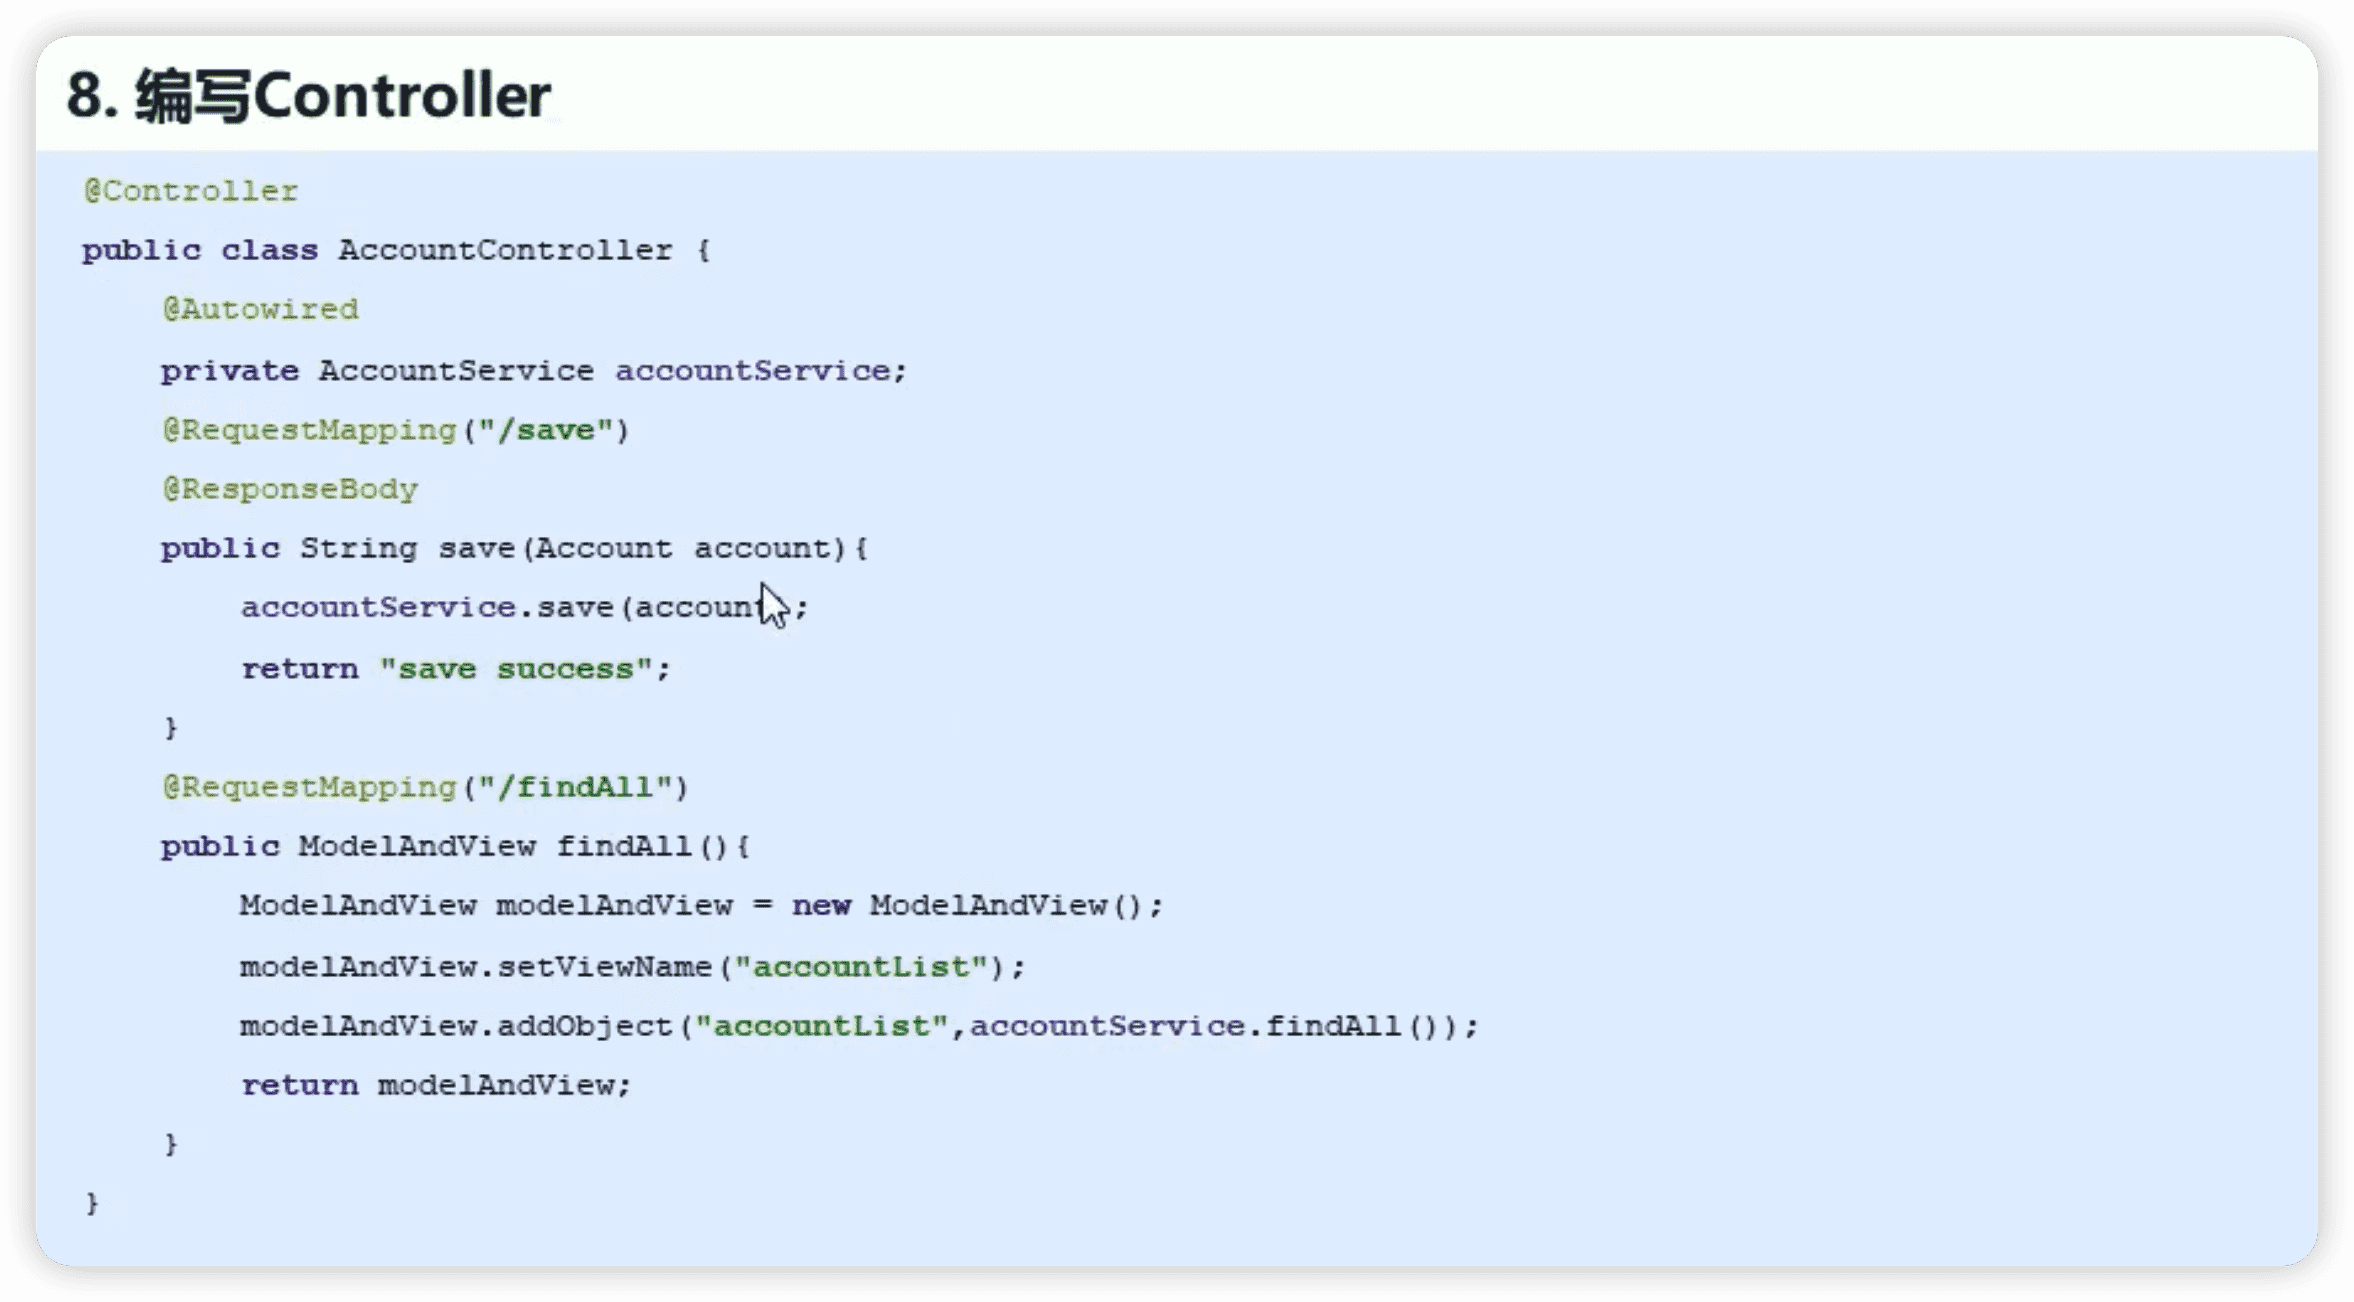 8. 编写Controller
@Controller
public class AccountController {
@Autowired
private AccountService accountService;
@RequestMapping("/save")
@ResponseBody
public String save(Account account){
accountService.save(account;
return "save success";
}
@RequestMapping("/findAll")
public ModelAndView findAll(){
ModelAndView modelAndView = new ModelAndView();
modelAndView.setViewName("accountList");
modelAndView.addObject("accountList",accountService.findAll());
return modelAndView;
}
}